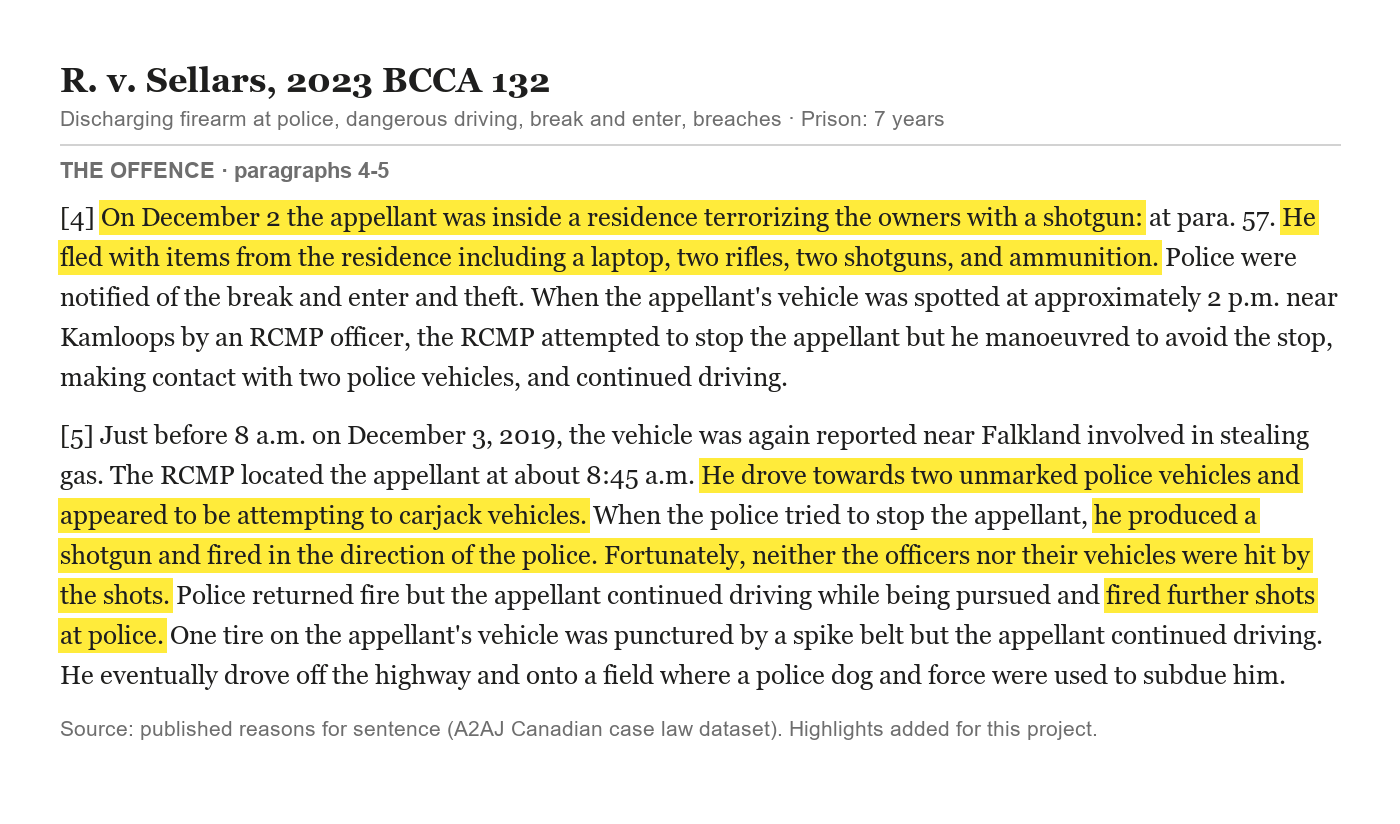 R. v. Sellars, 2023 BCCA 132
Discharging firearm at police, dangerous driving, break and enter, breaches · Prison: 7 years
THE OFFENCE · paragraphs 4-5
[4] On December 2 the appellant was inside a residence terrorizing the owners with a shotgun: at para. 57. He
fled with items from the residence including a laptop, two rifles, two shotguns, and ammunition. Police were
notified of the break and enter and theft. When the appellant's vehicle was spotted at approximately 2 p.m. near
Kamloops by an RCMP officer, the RCMP attempted to stop the appellant but he manoeuvred to avoid the stop,
making contact with two police vehicles, and continued driving.
[5] Just before 8 a.m. on December 3, 2019, the vehicle was again reported near Falkland involved in stealing
gas. The RCMP located the appellant at about 8:45 a.m. He drove towards two unmarked police vehicles and
appeared to be attempting to carjack vehicles. When the police tried to stop the appellant, he produced a
shotgun and fired in the direction of the police. Fortunately, neither the officers nor their vehicles were hit by
the shots. Police returned fire but the appellant continued driving while being pursued and fired further shots
at police. One tire on the appellant's vehicle was punctured by a spike belt but the appellant continued driving.
He eventually drove off the highway and onto a field where a police dog and force were used to subdue him.
Source: published reasons for sentence (A2AJ Canadian case law dataset). Highlights added for this project.